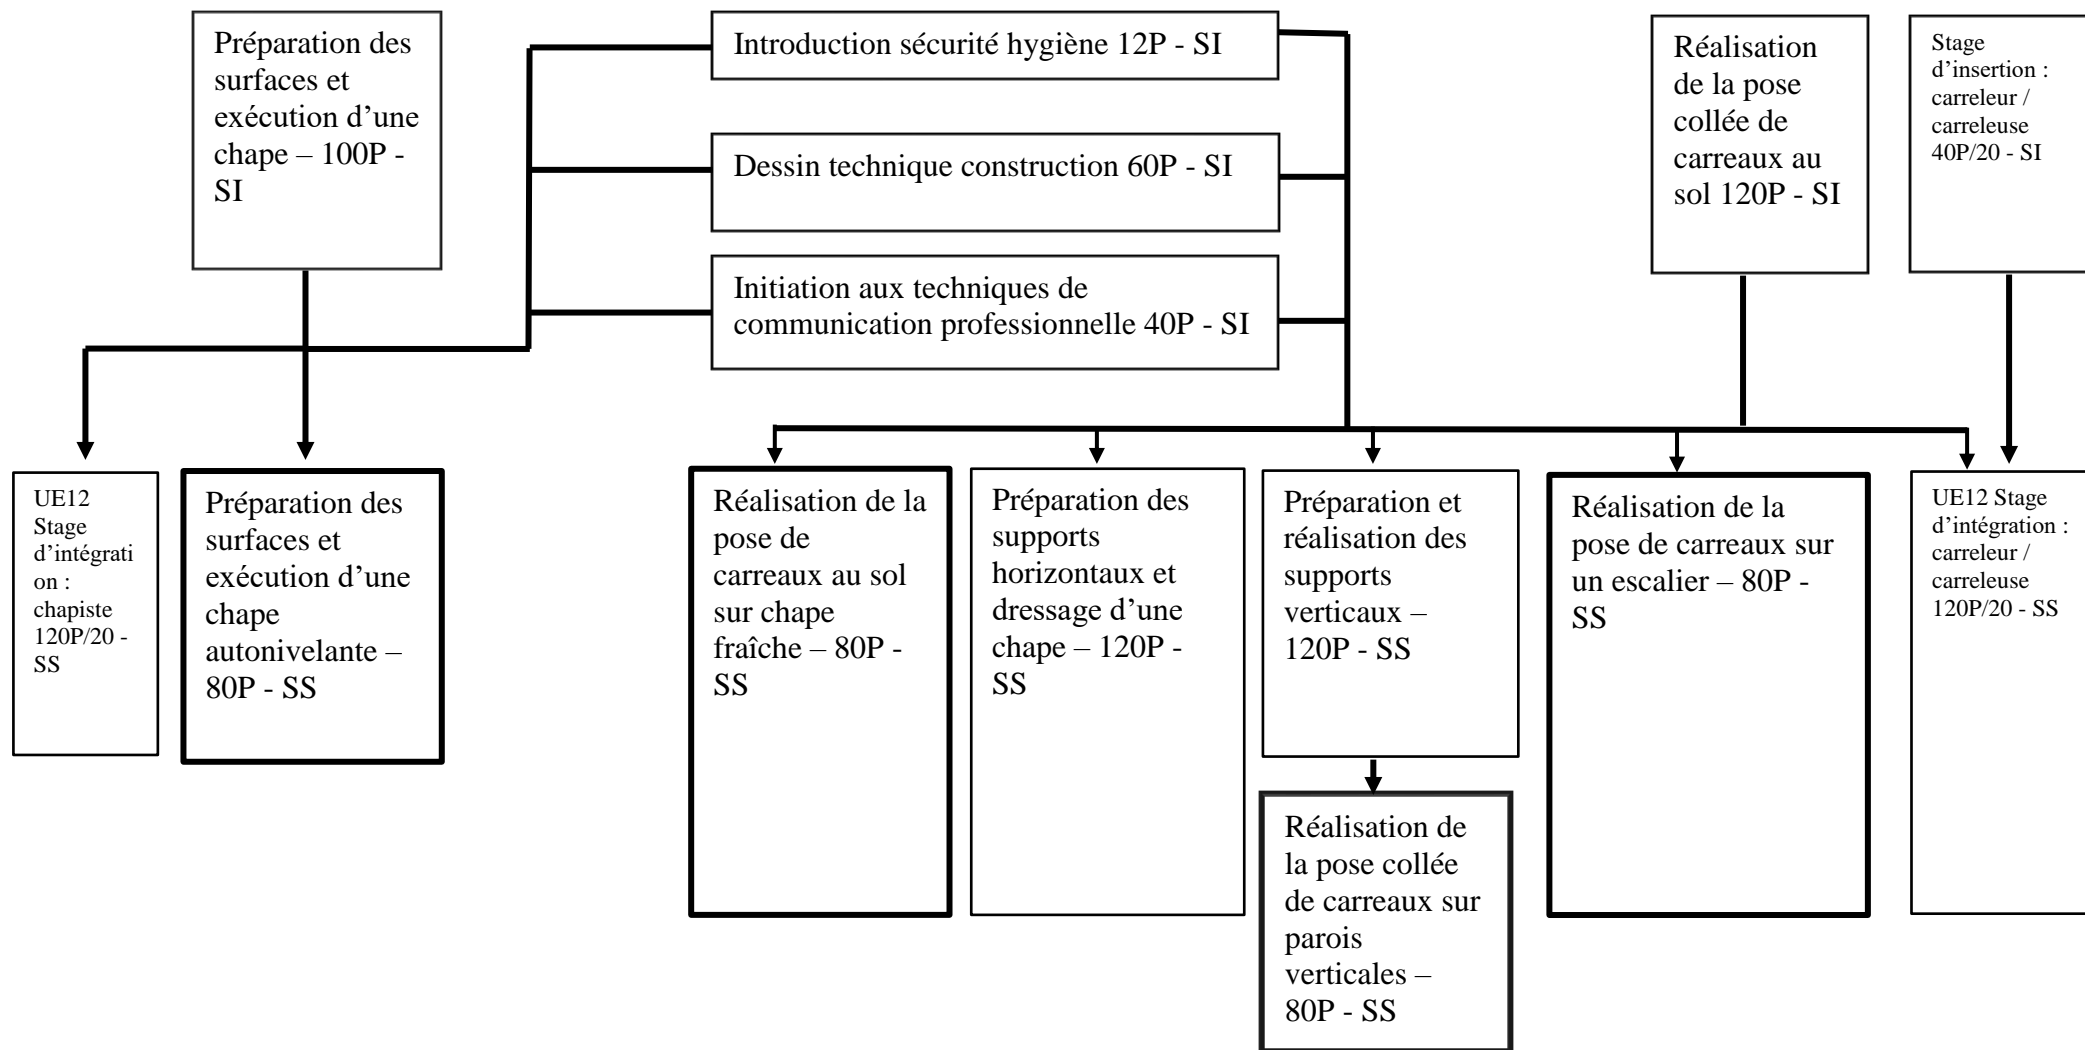 Préparation des
surfaces et
exécution d’une
chape – 100P -
SI
Introduction sécurité hygiène 12P - SI
Dessin technique construction 60P - SI
Initiation aux techniques de
communication professionnelle 40P - SI
Réalisation
de la pose
collée de
carreaux au
sol 120P - SI
Stage
d’insertion :
carreleur /
carreleuse
40P/20 - SI
UE12
Stage
d’intégrati
on :
chapiste
120P/20 -
SS
Préparation des
surfaces et
exécution d’une
chape
autonivelante –
80P - SS
Réalisation de la
pose de
carreaux au sol
sur chape
fraîche – 80P -
SS
Préparation des
supports
horizontaux et
dressage d’une
chape – 120P -
SS
Préparation et
réalisation des
supports
verticaux –
120P - SS
Réalisation de la
pose de carreaux sur
un escalier – 80P -
SS
UE12 Stage
d’intégration :
carreleur /
carreleuse
120P/20 - SS
Réalisation de
la pose collée
de carreaux sur
parois
verticales –
80P - SS